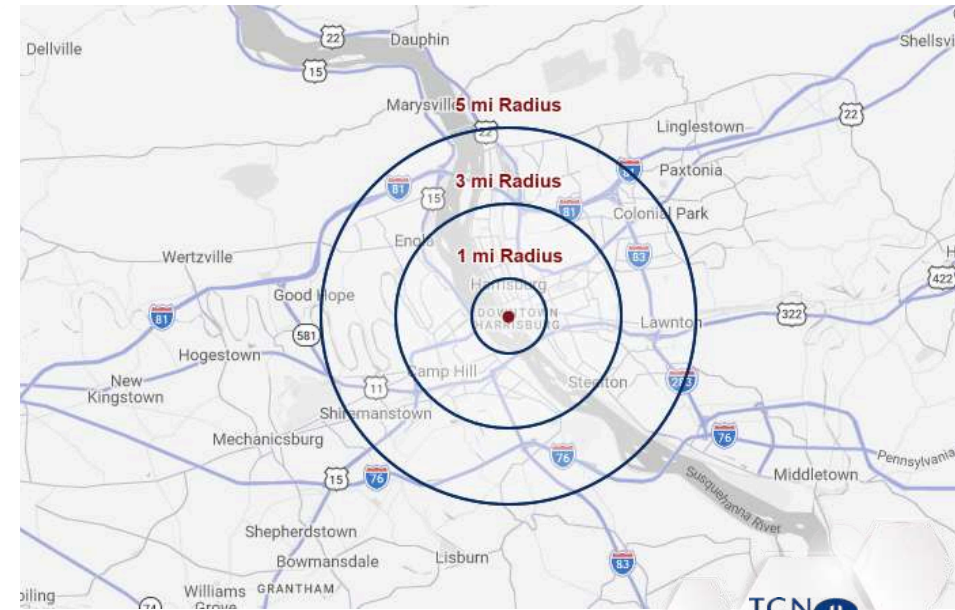 Dellville
22
Dauphin
15
Shellsvi
Marysville
5 mi Radius
22
22
Linglestown
81
Paxtonia
81
3 mi Radius
15
81
Colonial Park
Enola
1 mi Radius
83
Wertzville
Harrisburg
H
422
Good Hope
DOWNTOWN
HARRISBURG
81
322
Lawnton
581
Hogestown
Camp Hill
New
Kingstown
11
Steelton
283
Shiremanstown
Mechanicsburg
76
76
Pennsylvania
15
76
Middletown
Susquehanna River
Shepherdstown
Bowmansdale
Lisburn
83
oiling
Williams
Grove
GRANTHAM
74
TCN